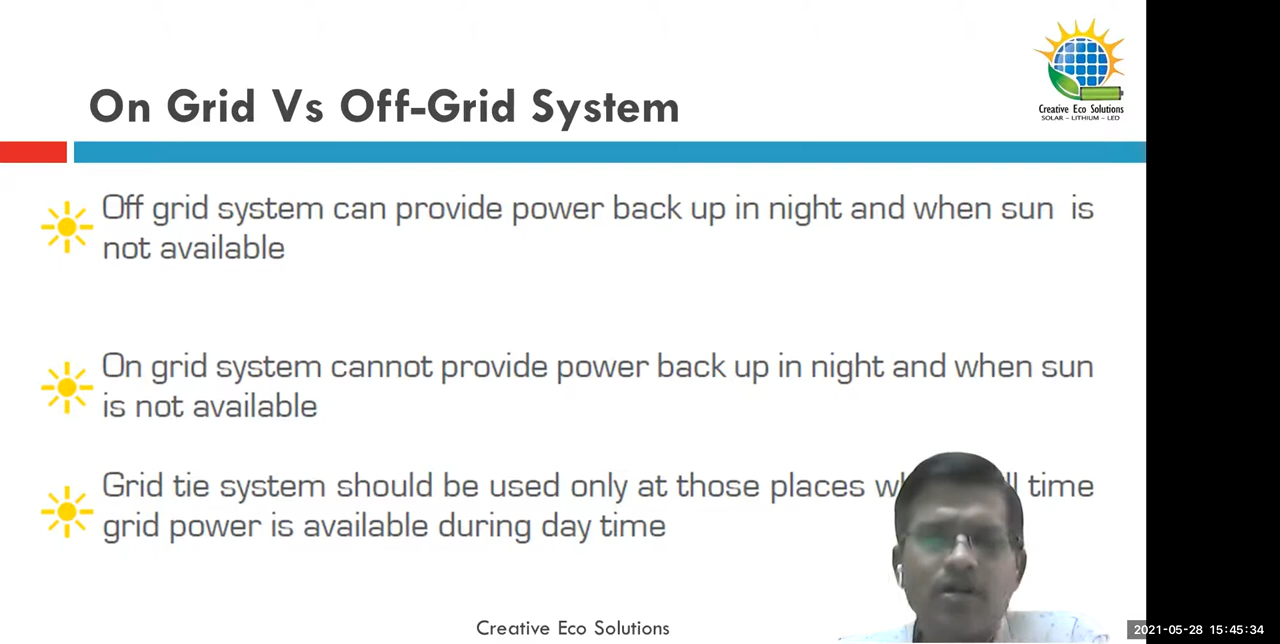 Creative Eco Solutions
SOLAR – LITHIUM – LED
On Grid Vs Off-Grid System
Off grid system can provide power back up in night and when sun is
not available
On grid system cannot provide power back up in night and when sun
is not available
Grid tie system should be used only at those places time
grid power is available during day time
Creative Eco Solutions
2021-05-28 15:45:34